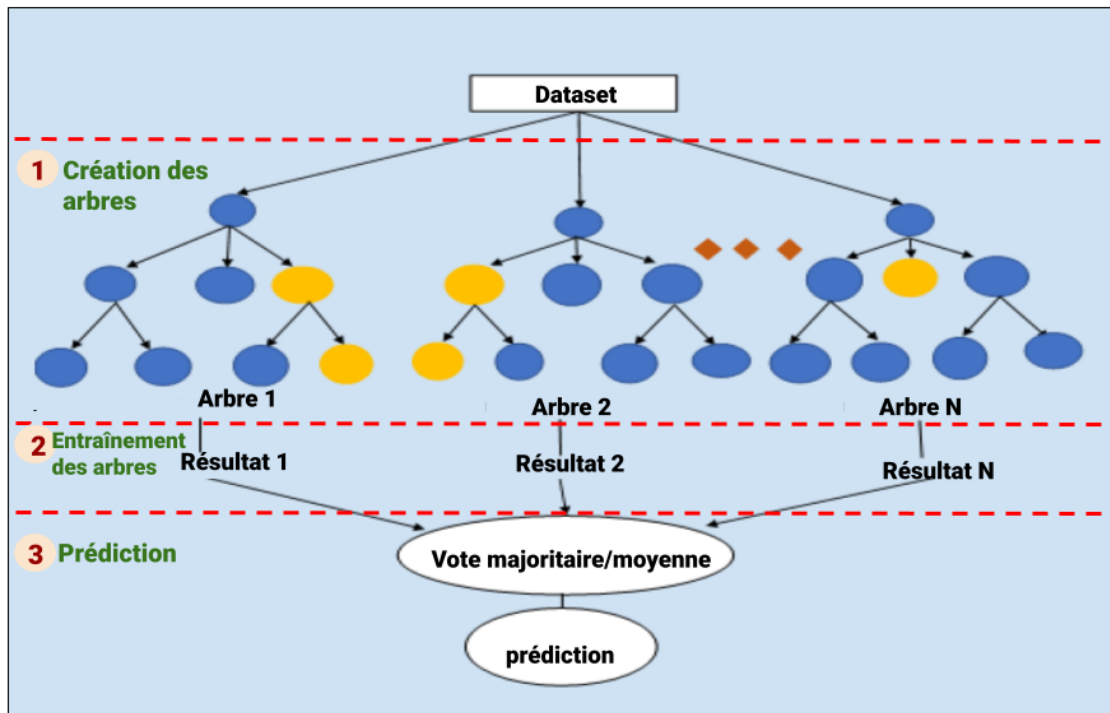 Dataset
1 Création des
arbres
Arbre 1
Arbre 2
Arbre N
2 Entraînement
des arbres
Résultat 1
Résultat 2
Résultat N
3 Prédiction
Vote majoritaire/moyenne
prédiction